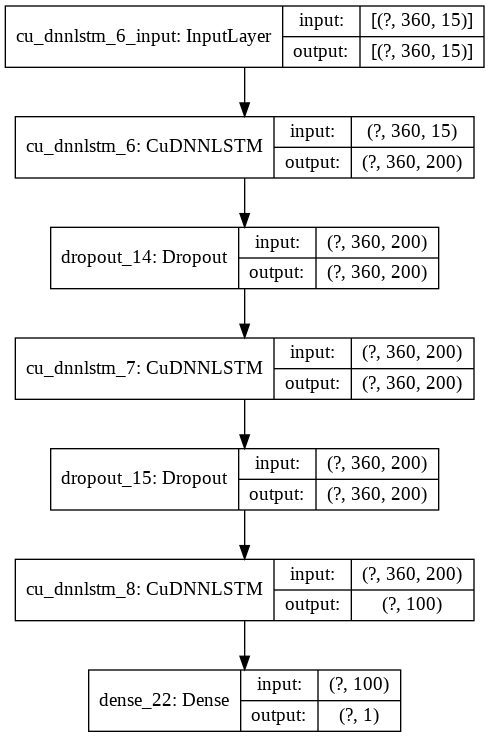 cu_dnnlstm_6_input: InputLayer
input: [(?, 360, 15)]
output: [(?, 360, 15)]
cu_dnnlstm_6: CuDNNLSTM
input: (?, 360, 15)
output: (?, 360, 200)
dropout_14: Dropout
input: (?, 360, 200)
output: (?, 360, 200)
cu_dnnlstm_7: CuDNNLSTM
input: (?, 360, 200)
output: (?, 360, 200)
dropout_15: Dropout
input: (?, 360, 200)
output: (?, 360, 200)
cu_dnnlstm_8: CuDNNLSTM
input: (?, 360, 200)
output: (?, 100)
dense_22: Dense
input: (?, 100)
output: (?, 1)